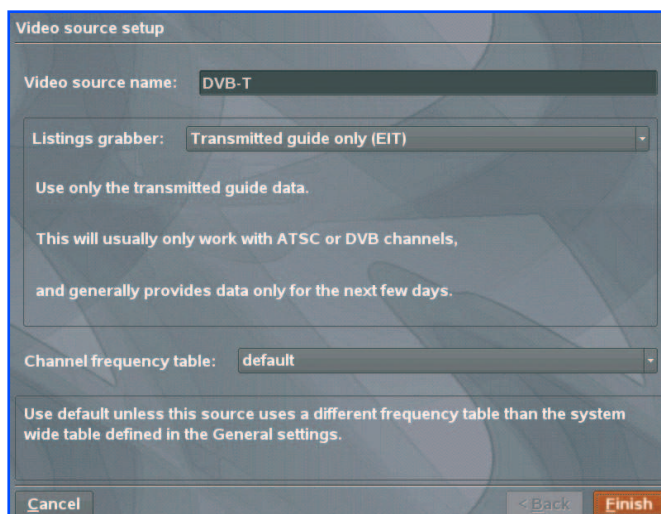 Video source setup
Video source name: DVB-T
Listings grabber: Transmitted guide only (EIT)
Use only the transmitted guide data.
This will usually only work with ATSC or DVB channels,
and generally provides data only for the next few days.
Channel frequency table: default
Use default unless this source uses a different frequency table than the system
wide table defined in the General settings.
Cancel < Back Finish